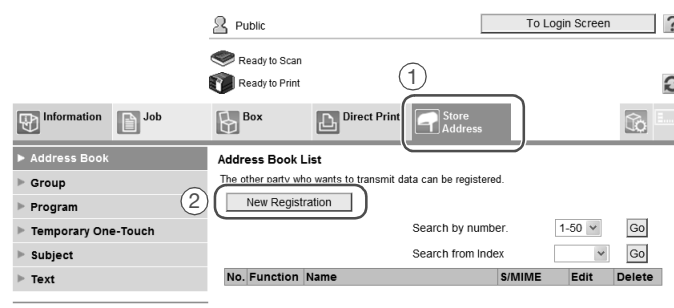 Public
To Login Screen
?
Ready to Scan
Ready to Print
1
Information
Job
Box
Direct Print
Store
Address
Address Book
Group
Program
Temporary One-Touch
Subject
Text
Address Book List
The other party who wants to transmit data can be registered.
2
New Registration
Search by number.
1-50
Go
Search from Index
Go
No. Function Name S/MIME Edit Delete